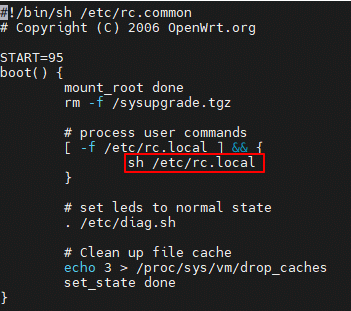 #!/bin/sh /etc/rc.common
# Copyright (C) 2006 OpenWrt.org
START=95
boot() {
mount_root done
rm -f /sysupgrade.tgz
# process user commands
[ -f /etc/rc.local ] && {
sh /etc/rc.local
}
# set leds to normal state
. /etc/diag.sh
# Clean up file cache
echo 3 > /proc/sys/vm/drop_caches
set_state done
}